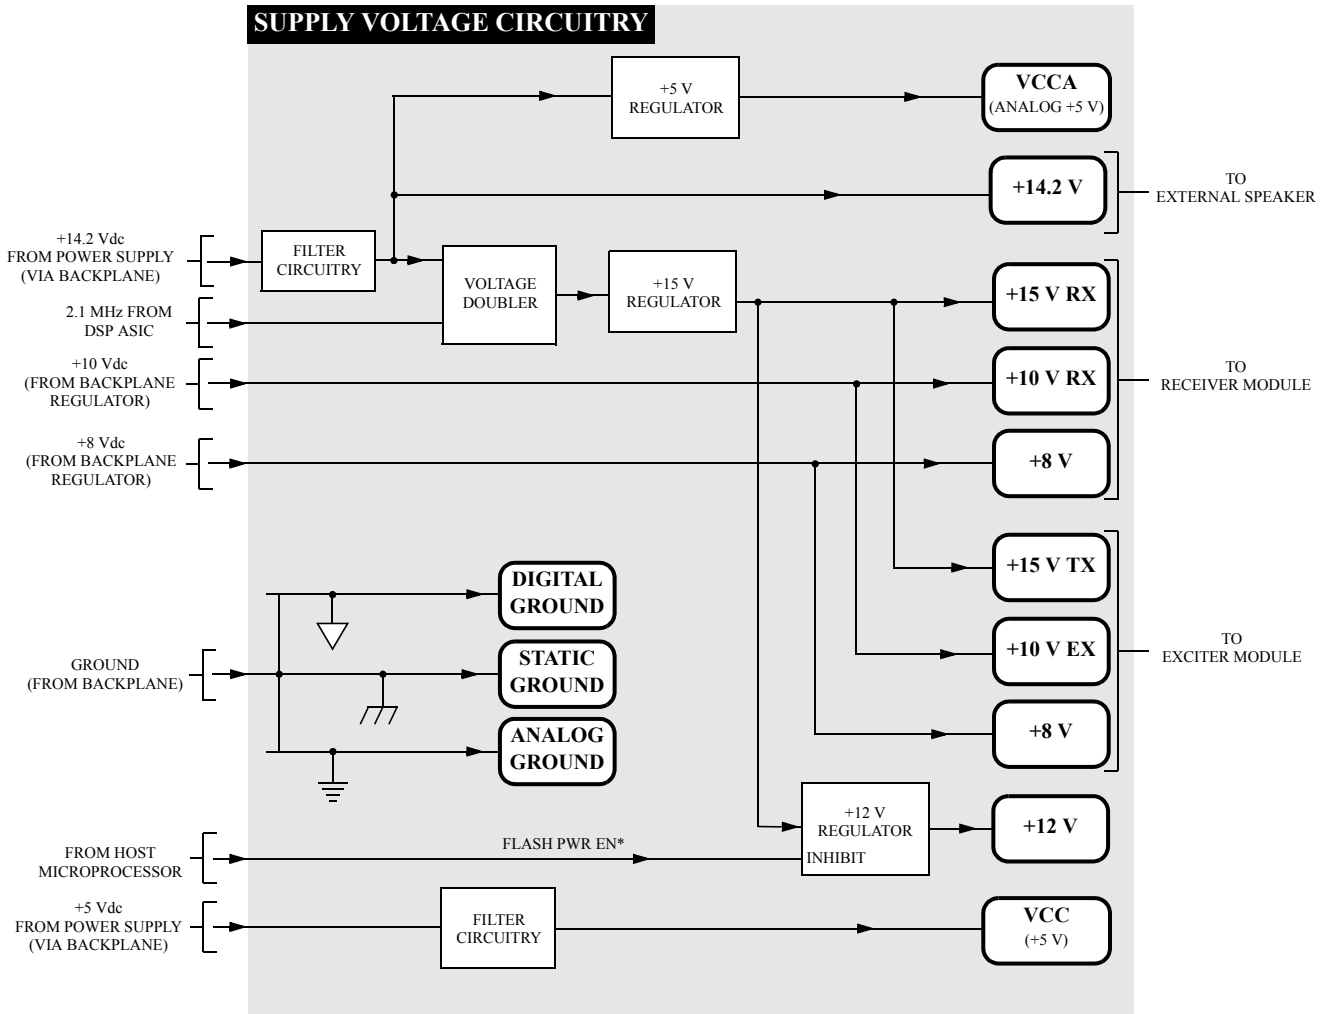 SUPPLY VOLTAGE CIRCUITRY
+5 V
REGULATOR
VCCA
(ANALOG +5 V)
+14.2 V
TO
EXTERNAL SPEAKER
+14.2 Vdc
FROM POWER SUPPLY
(VIA BACKPLANE)
FILTER
CIRCUITRY
VOLTAGE
DOUBLER
+15 V
REGULATOR
+15 V RX
2.1 MHz FROM
DSP ASIC
+10 Vdc
(FROM BACKPLANE
REGULATOR)
+10 V RX
TO
RECEIVER MODULE
+8 Vdc
(FROM BACKPLANE
REGULATOR)
+8 V
+15 V TX
DIGITAL
GROUND
STATIC
GROUND
ANALOG
GROUND
GROUND
(FROM BACKPLANE)
+10 V EX
TO
EXCITER MODULE
+8 V
+12 V
REGULATOR
INHIBIT
+12 V
FROM HOST
MICROPROCESSOR
FLASH PWR EN*
+5 Vdc
FROM POWER SUPPLY
(VIA BACKPLANE)
FILTER
CIRCUITRY
VCC
(+5 V)